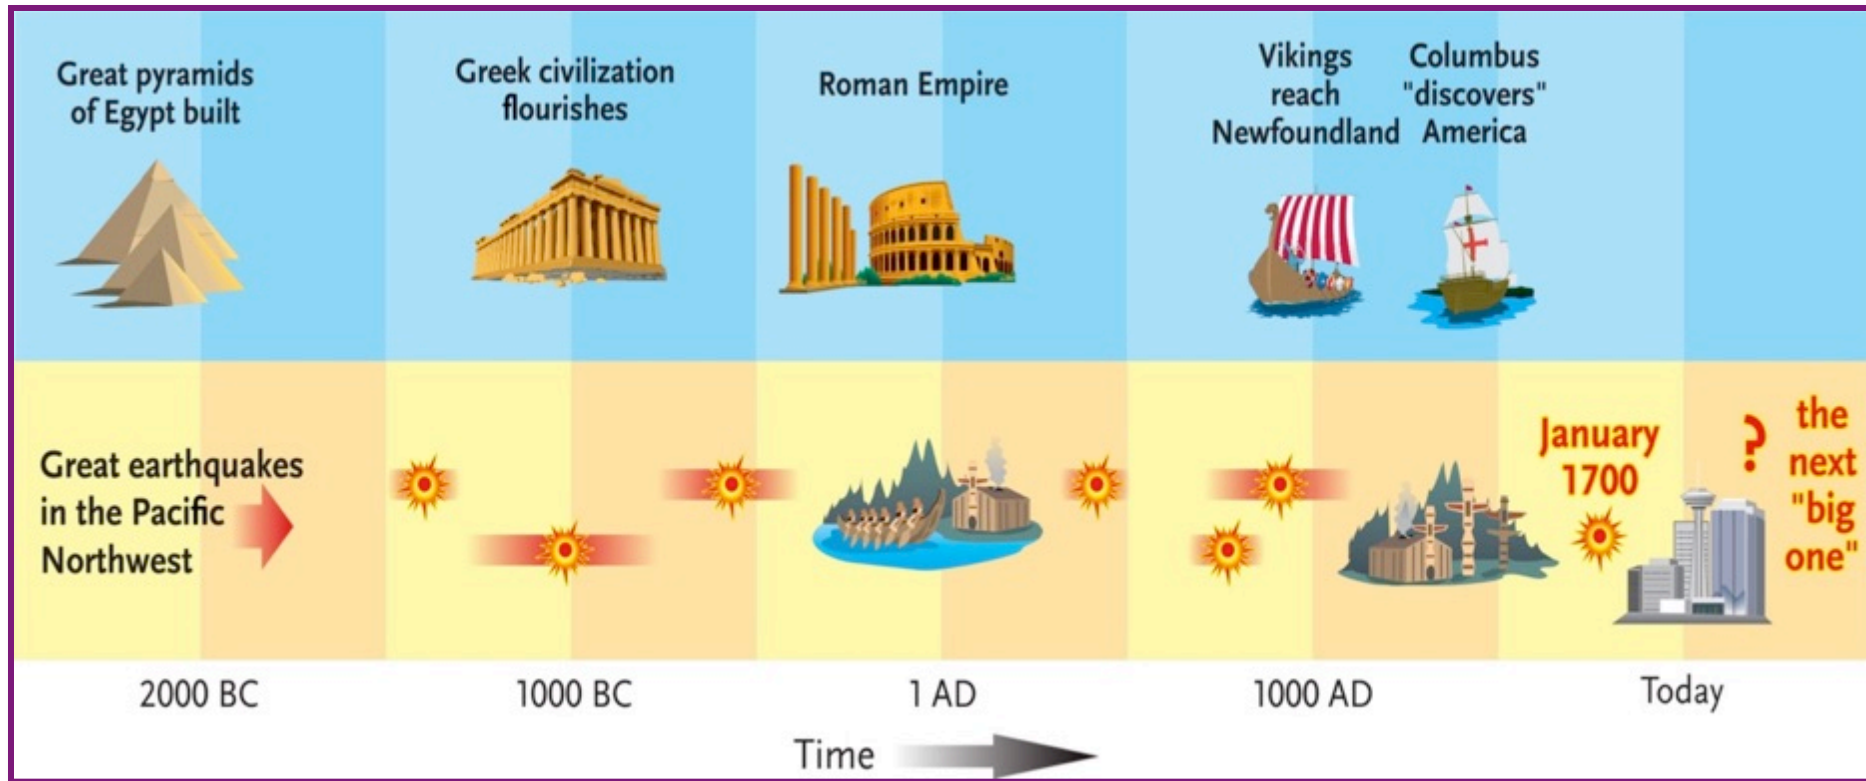 Great pyramids
of Egypt built
Greek civilization
flourishes
Roman Empire
Vikings
reach
Newfoundland
Columbus
"discovers"
America
Great earthquakes
in the Pacific
Northwest
January
1700
?
the
next
"big
one"
2000 BC
1000 BC
1 AD
1000 AD
Today
Time